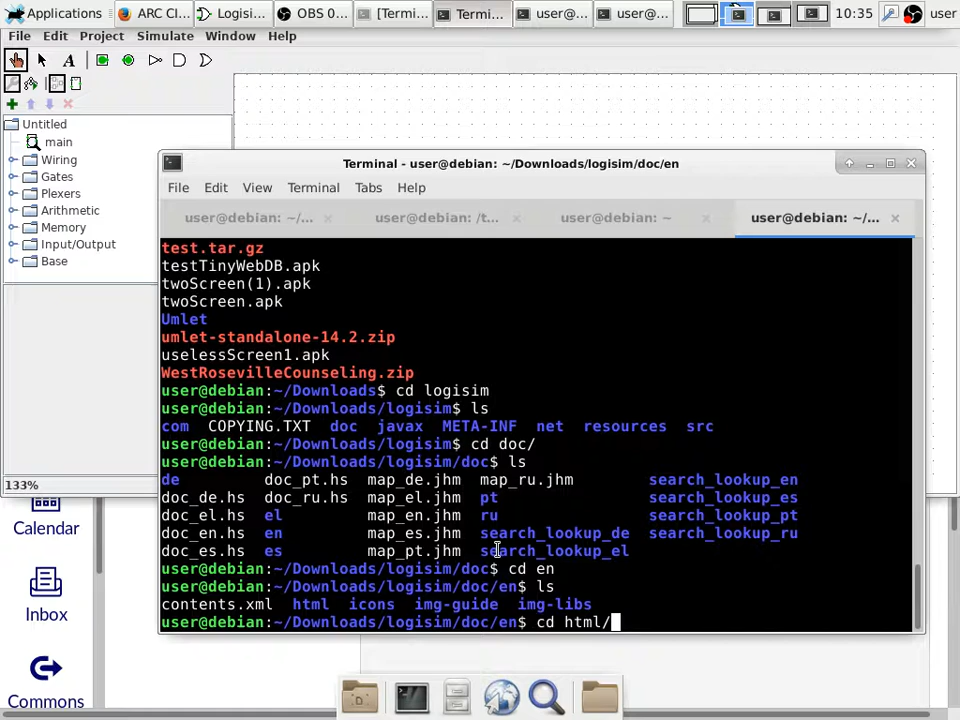 Applications ARC Cl... Logisi... OBS 0... [Termi... Termi... user@... user@... 10:35 user
File Edit Project Simulate Window Help
A
Untitled
main
Wiring
Gates
Plexers
Arithmetic
Memory
Input/Output
Base
133%
Calendar
Inbox
Commons
Terminal - user@debian: ~/Downloads/logisim/doc/en
File Edit View Terminal Tabs Help
user@debian: ~/... user@debian: /t... user@debian: ~ user@debian: ~/...
test.tar.gz
testTinyWebDB.apk
twoScreen(1).apk
twoScreen.apk
Umlet
umlet-standalone-14.2.zip
uselessScreen1.apk
WestRosevilleCounseling.zip
user@debian:~/Downloads$ cd logisim
user@debian:~/Downloads/logisim$ ls
com COPYING.TXT doc javax META-INF net resources src
user@debian:~/Downloads/logisim$ cd doc/
user@debian:~/Downloads/logisim/doc$ ls
de doc_pt.hs map_de.jhm map_ru.jhm search_lookup_en
doc_de.hs doc_ru.hs map_el.jhm pt search_lookup_es
doc_el.hs el map_en.jhm ru search_lookup_pt
doc_en.hs en map_es.jhm search_lookup_de search_lookup_ru
doc_es.hs es map_pt.jhm search_lookup_el
user@debian:~/Downloads/logisim/doc$ cd en
user@debian:~/Downloads/logisim/doc/en$ ls
contents.xml html icons img-guide img-libs
user@debian:~/Downloads/logisim/doc/en$ cd html/